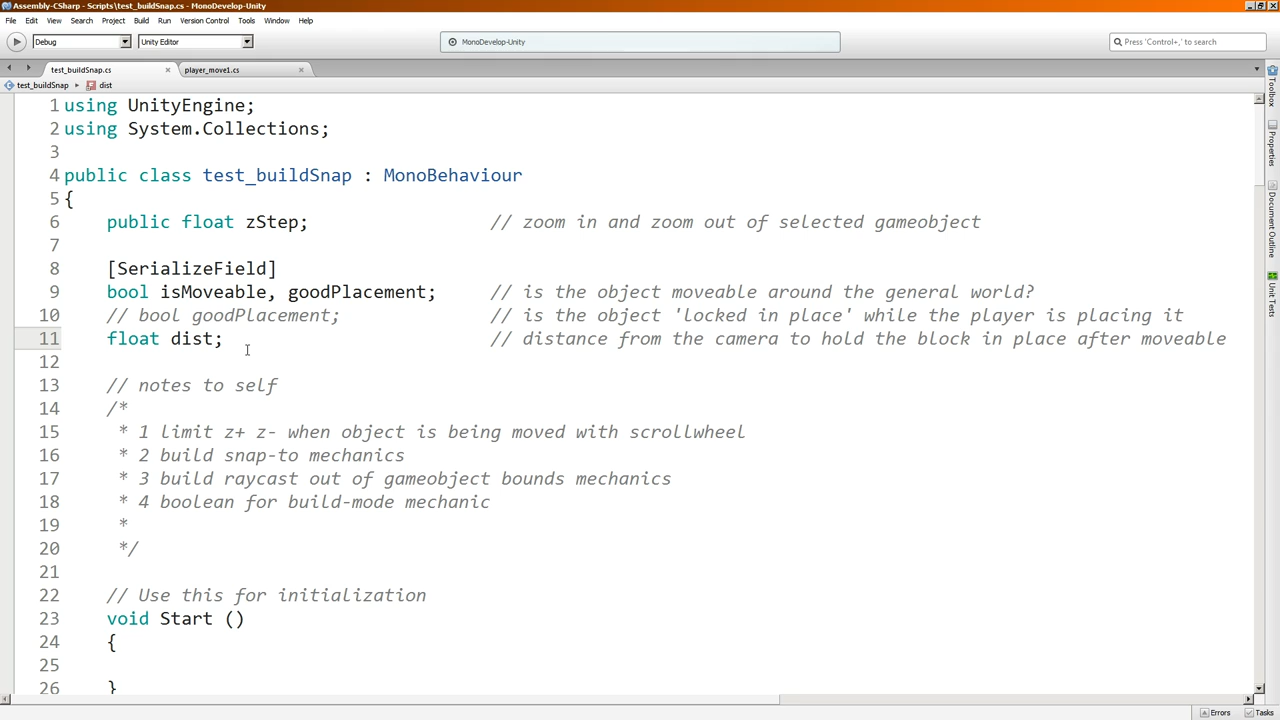 Assembly-CSharp - Scripts\test_buildSnap.cs - MonoDevelop-Unity
File Edit View Search Project Build Run Version Control Tools Window Help
Debug Unity Editor MonoDevelop-Unity Press 'Control+,' to search
test_buildSnap.cs player_move1.cs
test_buildSnap dist
1 using UnityEngine;
2 using System.Collections;
3
4 public class test_buildSnap : MonoBehaviour
5 {
6 public float zStep; // zoom in and zoom out of selected gameobject
7
8 [SerializeField]
9 bool isMoveable, goodPlacement; // is the object moveable around the general world?
10 // bool goodPlacement; // is the object 'locked in place' while the player is placing it
11 float dist; // distance from the camera to hold the block in place after moveable
12
13 // notes to self
14 /*
15 * 1 limit z+ z- when object is being moved with scrollwheel
16 * 2 build snap-to mechanics
17 * 3 build raycast out of gameobject bounds mechanics
18 * 4 boolean for build-mode mechanic
19 *
20 */
21
22 // Use this for initialization
23 void Start ()
24 {
25
26 }
Toolbox
Properties
Document Outline
Unit Tests
Errors Tasks